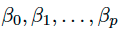 β₀, β₁, . . . , βₚ